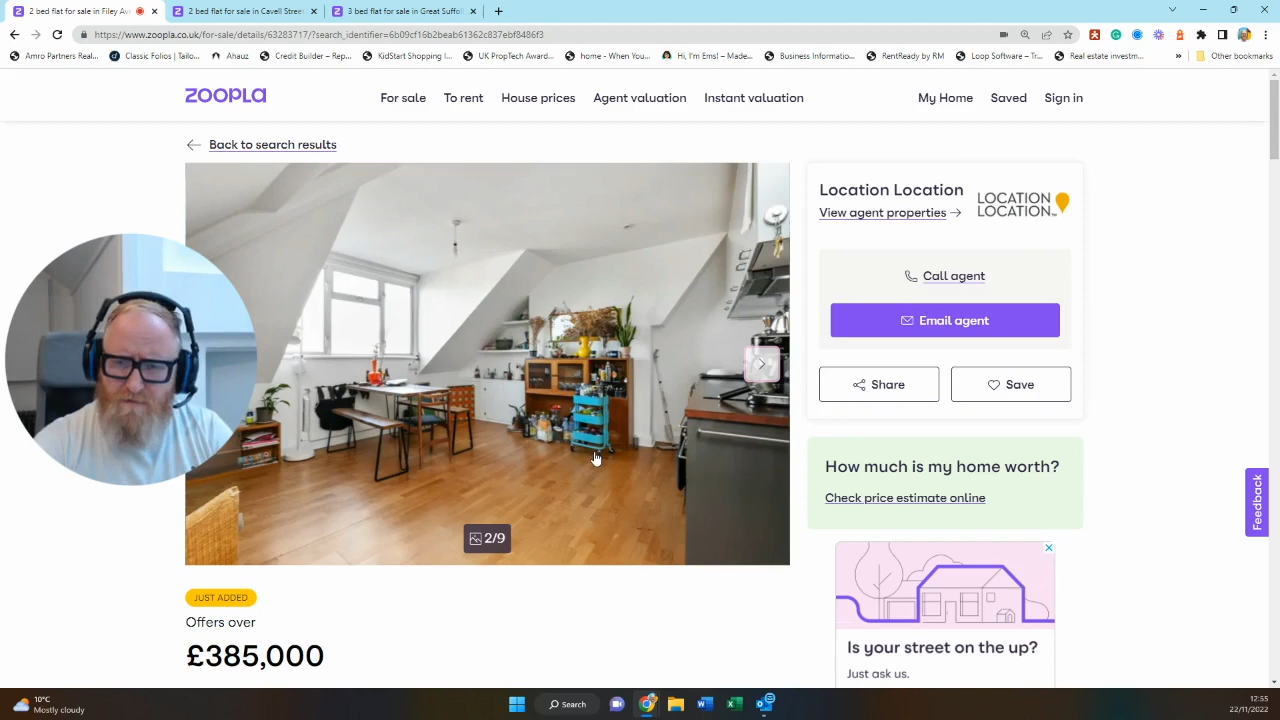 2 bed flat for sale in Filey Av
2 bed flat for sale in Cavell Stree
3 bed flat for sale in Great Suffol
https://www.zoopla.co.uk/for-sale/details/63283717/?search_identifier=6b09cf16b2beab61362c837ebf8486f3
Amro Partners Real...
Classic Folios | Tailo...
Ahauz
Credit Builder – Rep...
KidStart Shopping |...
UK PropTech Award...
home - When You'...
Hi, I'm Ems! – Made...
Business Informatio...
RentReady by RM
Loop Software – Tr...
Real estate investm...
»
Other bookmarks
ZOOPLA
For sale
To rent
House prices
Agent valuation
Instant valuation
My Home
Saved
Sign in
Back to search results
Location Location
View agent properties
LOCATION
LOCATION
Call agent
Email agent
Share
Save
How much is my home worth?
Check price estimate online
Feedback
2/9
JUST ADDED
Offers over
£385,000
Is your street on the up?
Just ask us.
10°C
Mostly cloudy
Search
12:55
22/11/2022